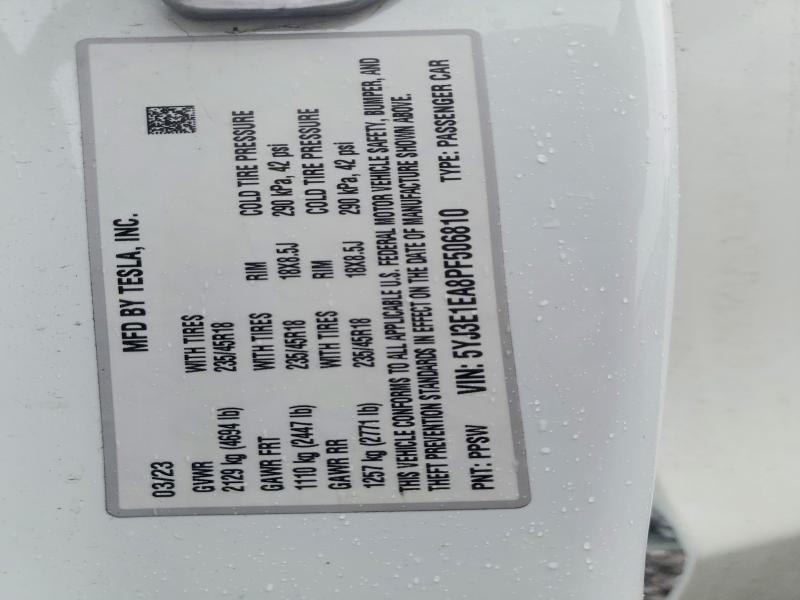 03/23 MFD BY TESLA, INC.
GVWR WITH TIRES
2129 kg (4694 lb) 235/45R18
GAWR FRT WITH TIRES RIM COLD TIRE PRESSURE
1110 kg (2447 lb) 235/45R18 18X8.5J 290 kPa, 42 psi
GAWR RR WITH TIRES RIM COLD TIRE PRESSURE
1257 kg (2771 lb) 235/45R18 18X8.5J 290 kPa, 42 psi
THIS VEHICLE CONFORMS TO ALL APPLICABLE U.S. FEDERAL MOTOR VEHICLE SAFETY, BUMPER, AND
THEFT PREVENTION STANDARDS IN EFFECT ON THE DATE OF MANUFACTURE SHOWN ABOVE.
PNT: PPSW VIN: 5YJ3E1EA8PF506810 TYPE: PASSENGER CAR